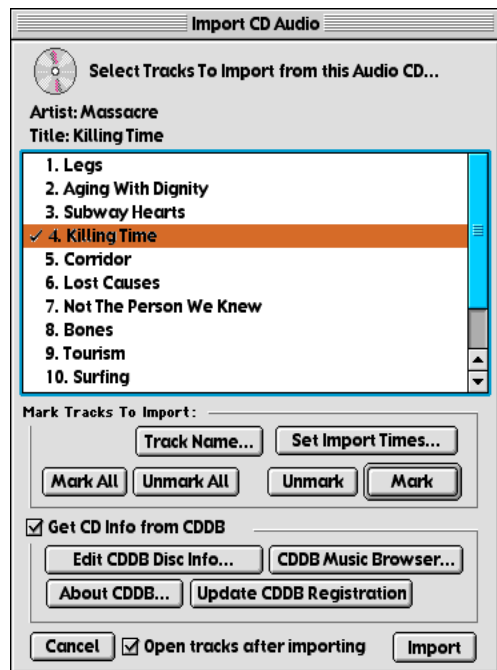 Import CD Audio
Select Tracks To Import from this Audio CD...
Artist: Massacre
Title: Killing Time
1. Legs
2. Aging With Dignity
3. Subway Hearts
✓ 4. Killing Time
5. Corridor
6. Lost Causes
7. Not The Person We Knew
8. Bones
9. Tourism
10. Surfing
Mark Tracks To Import:
Track Name... Set Import Times...
Mark All Unmark All Unmark Mark
Get CD Info from CDDB
Edit CDDB Disc Info... CDDB Music Browser...
About CDDB... Update CDDB Registration
Cancel Open tracks after importing Import